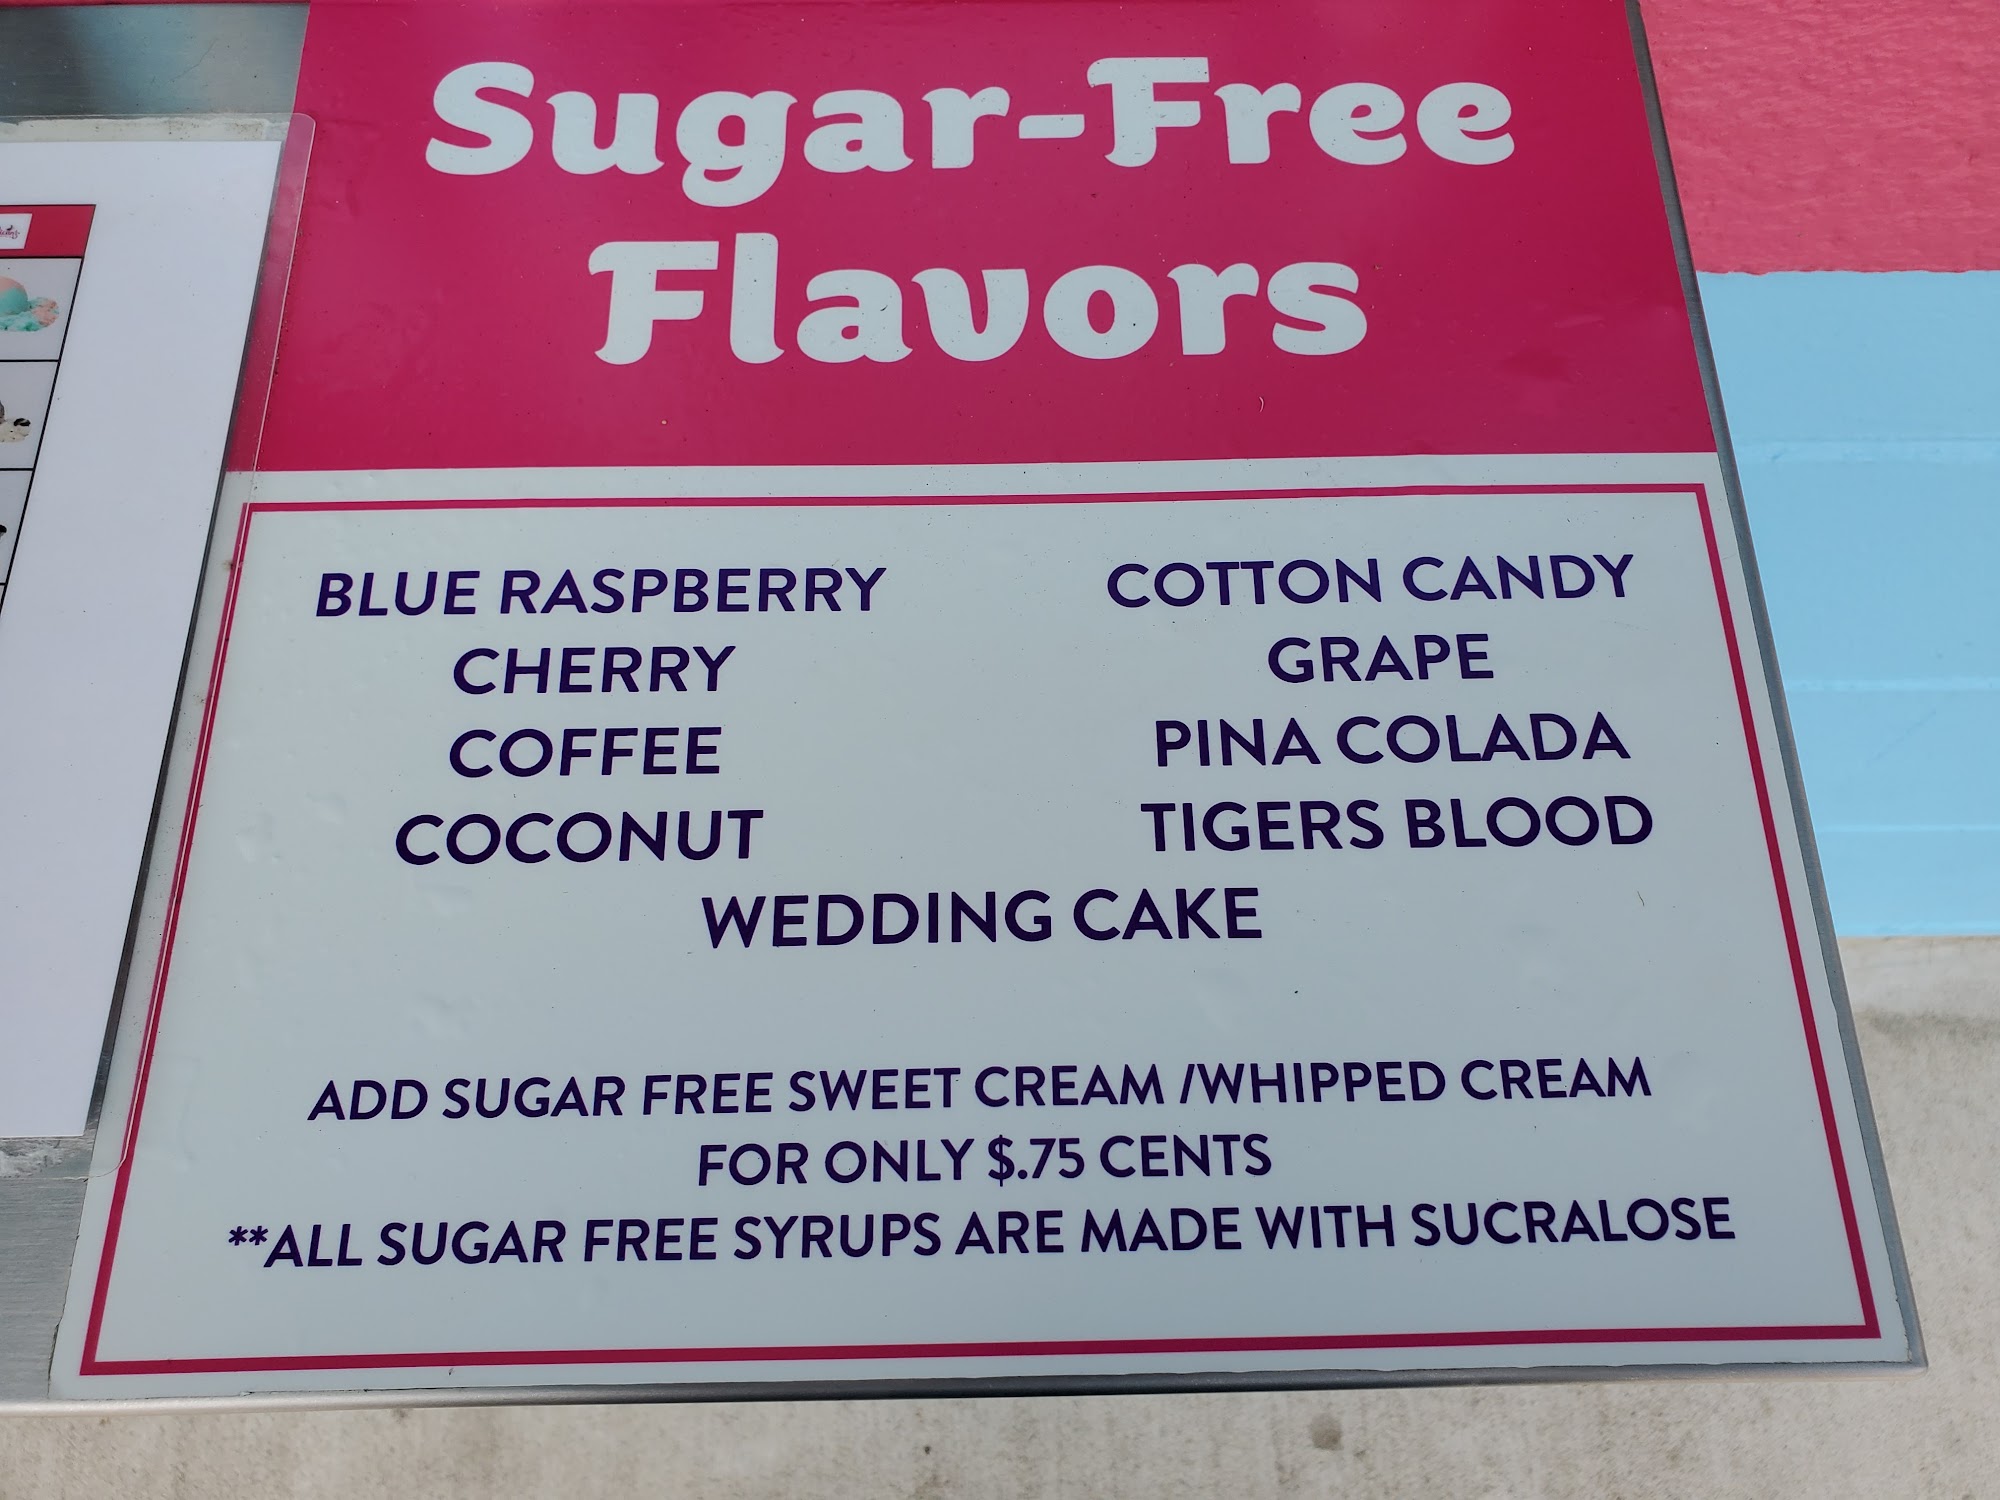 Sugar-Free
Flavors
BLUE RASPBERRY
CHERRY
COFFEE
COCONUT
COTTON CANDY
GRAPE
PINA COLADA
TIGERS BLOOD
WEDDING CAKE
ADD SUGAR FREE SWEET CREAM /WHIPPED CREAM
FOR ONLY $.75 CENTS
**ALL SUGAR FREE SYRUPS ARE MADE WITH SUCRALOSE